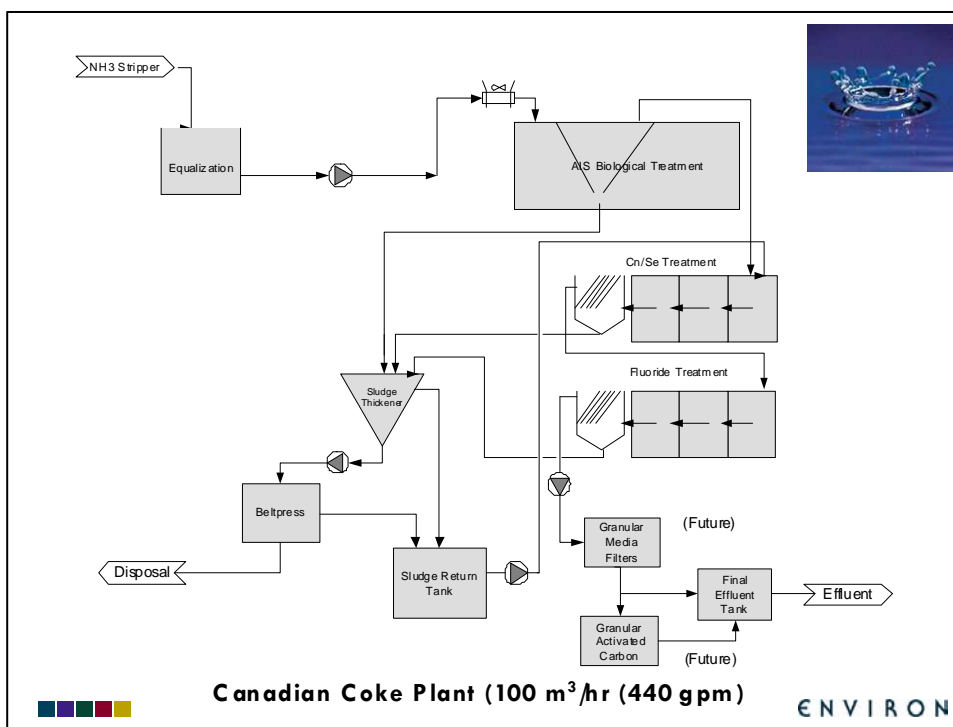 NH3 Stripper
Equalization
AIS Biological Treatment
Cn/Se Treatment
Fluoride Treatment
Sludge
Thickener
Beltpress
Disposal
Sludge Return
Tank
Granular
Media
Filters
(Future)
Final
Effluent
Tank
Effluent
Granular
Activated
Carbon
(Future)
Canadian Coke Plant (100 m³/hr (440 gpm)
ENVIRON